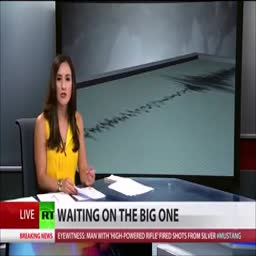 LIVE RT WAITING ON THE BIG ONE
BREAKING NEWS EYEWITNESS: MAN WITH 'HIGH-POWERED RIFLE' FIRED SHOTS FROM SILVER #MUSTANG